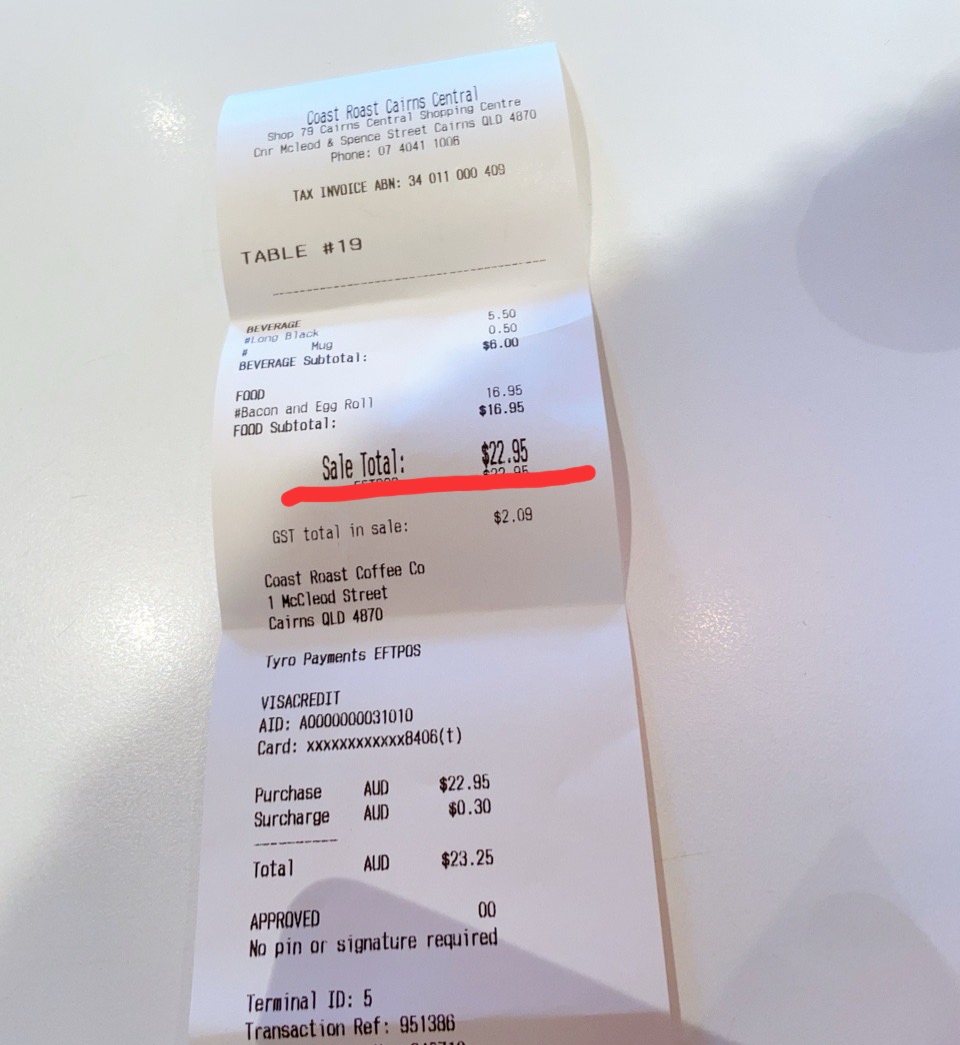 Coast Roast Cairns Central
Shop 79 Cairns Central Shopping Centre
Cnr Mcleod & Spence Street Cairns QLD 4870
Phone: 07 4041 1006
TAX INVOICE ABN: 34 011 000 409
TABLE #19
BEVERAGE
#Long Black 5.50
# Mug 0.50
BEVERAGE Subtotal: $6.00
FOOD
#Bacon and Egg Roll 16.95
FOOD Subtotal: $16.95
Sale Total: $22.95
EFTPOS $22.95
GST total in sale: $2.09
Coast Roast Coffee Co
1 McCleod Street
Cairns QLD 4870
Tyro Payments EFTPOS
VISACREDIT
AID: A0000000031010
Card: xxxxxxxxxxxx8406(t)
Purchase AUD $22.95
Surcharge AUD $0.30
Total AUD $23.25
APPROVED 00
No pin or signature required
Terminal ID: 5
Transaction Ref: 951386